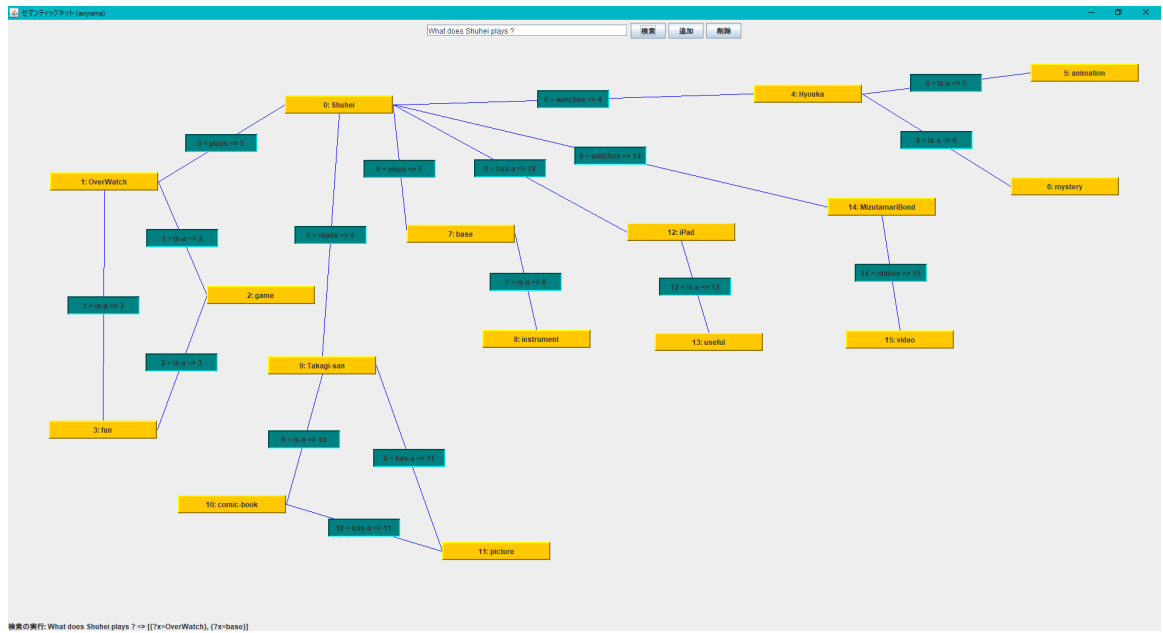 セマンティックネット (aoyama)
What does Shuhei plays ?
検索
追加
削除
5: animation
4 = is-a => 5
4: Hyouka
0 = watches => 4
0: Shuhei
0 = plays => 1
4 = is-a => 6
0 = watches => 14
0 = plays => 7
0 = has-a => 12
1: OverWatch
6: mystery
14: MizutamariBond
12: iPad
7: base
0 = reads => 9
1 = is-a => 2
14 = makes => 15
7 = is-a => 8
12 = is-a => 13
2: game
1 = is-a => 3
8: instrument
13: useful
15: video
2 = is-a => 3
9: Takagi-san
3: fun
9 = is-a => 10
9 = has-a => 11
10: comic-book
10 = has-a => 11
11: picture
検索の実行: What does Shuhei plays ? => [{?x=OverWatch}, {?x=base}]